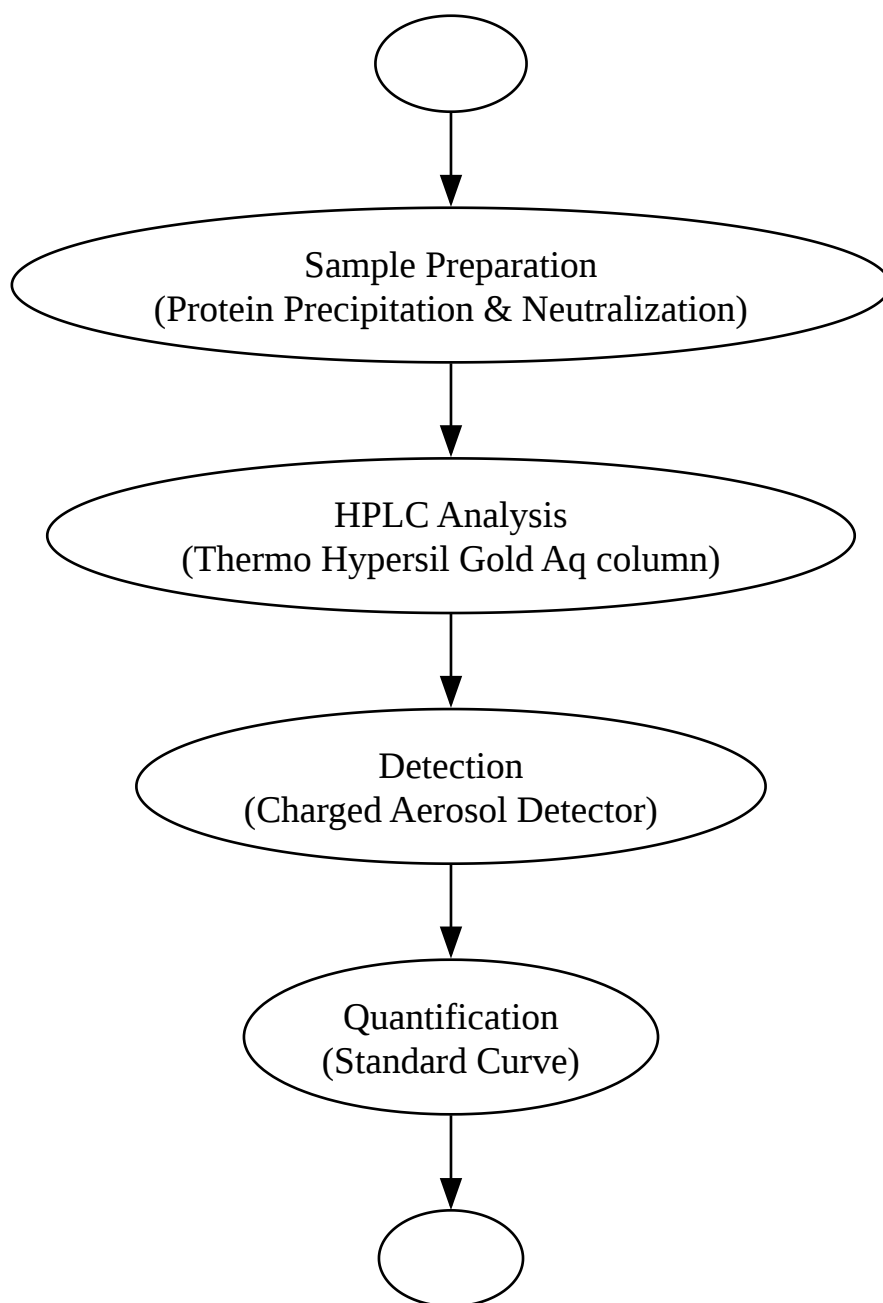 Sample Preparation
(Protein Precipitation & Neutralization)
HPLC Analysis
(Thermo Hypersil Gold Aq column)
Detection
(Charged Aerosol Detector)
Quantification
(Standard Curve)